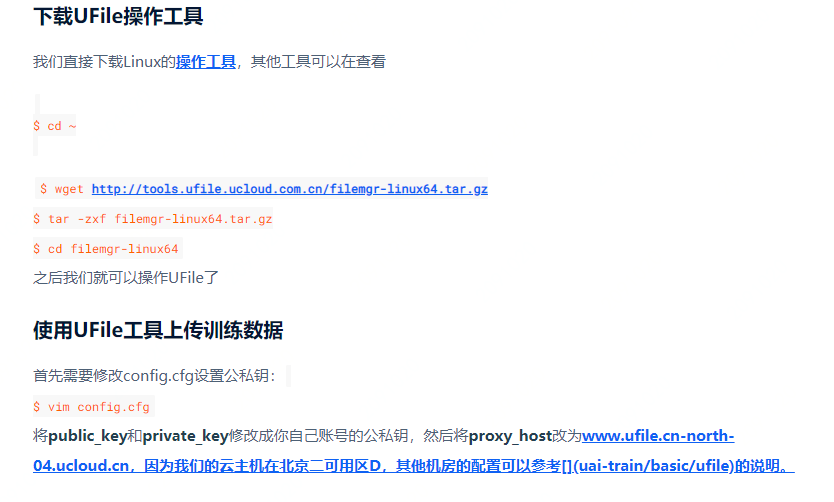 下载UFile操作工具
我们直接下载Linux的操作工具，其他工具可以在查看
$ cd ~
$ wget http://tools.ufile.ucloud.com.cn/filemgr-linux64.tar.gz
$ tar -zxf filemgr-linux64.tar.gz
$ cd filemgr-linux64
之后我们就可以操作UFile了
使用UFile工具上传训练数据
首先需要修改config.cfg设置公私钥：
$ vim config.cfg
将public_key和private_key修改成你自己账号的公私钥，然后将proxy_host改为www.ufile.cn-north-
04.ucloud.cn，因为我们的云主机在北京二可用区D，其他机房的配置可以参考[](uai-train/basic/ufile)的说明。